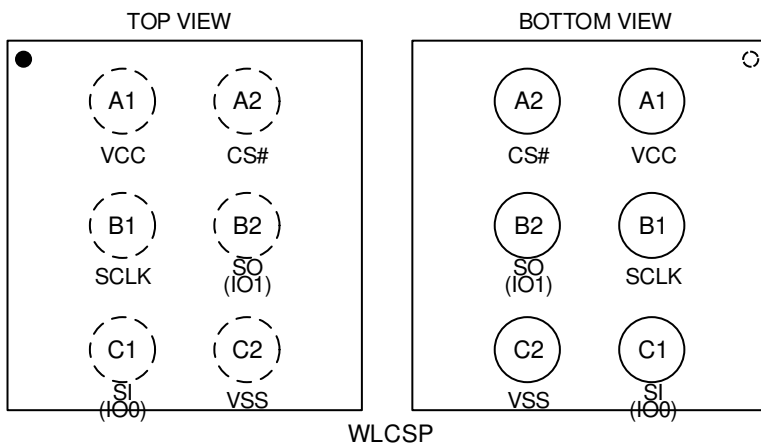 TOP VIEW
BOTTOM VIEW
A1
A2
VCC
CS#
B1
B2
SCLK
SO
(IO1)
C1
C2
SI
(IO0)
VSS
A2
A1
CS#
VCC
B2
B1
SO
(IO1)
SCLK
C2
C1
VSS
SI
(IO0)
WLCSP